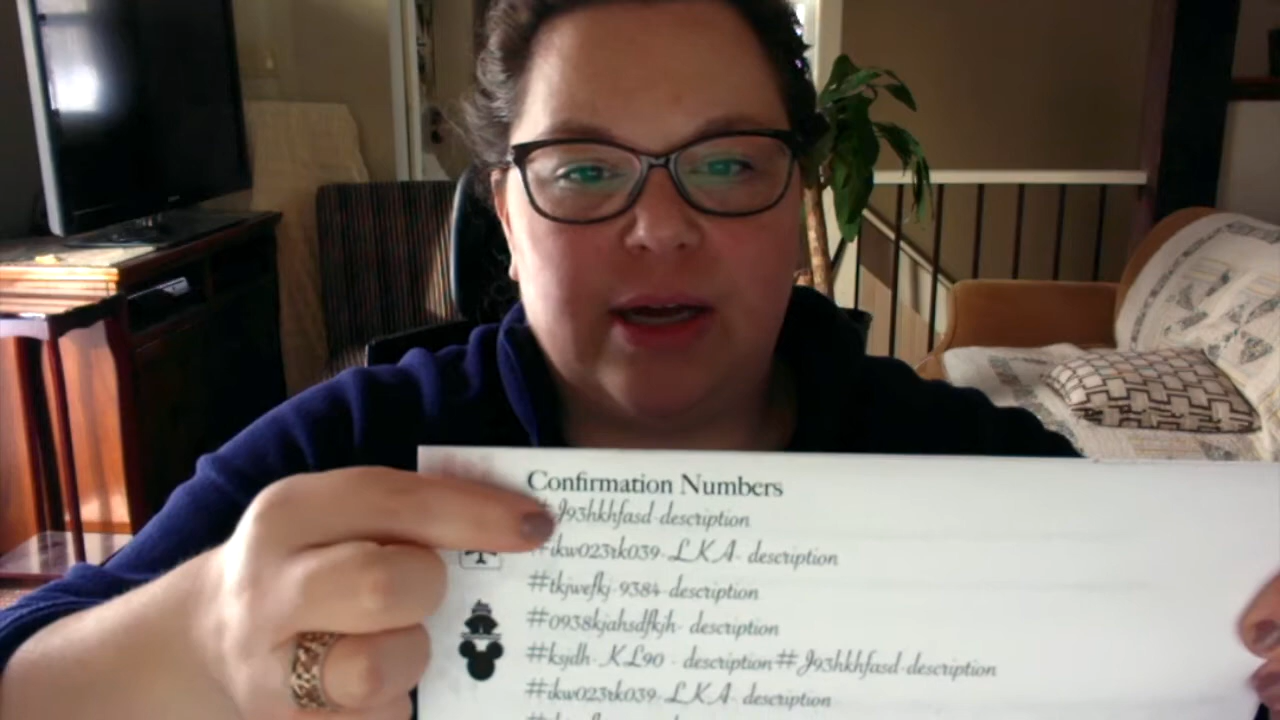 Confirmation Numbers
#J93hkhfasd-description
#ikw023rk039-LKA- description
#tkjwefkj-9384-description
#0938kjahsdfkjh- description
#ksjdh-KL90 - description#J93hkhfasd-description
#ikw023rk039-LKA- description